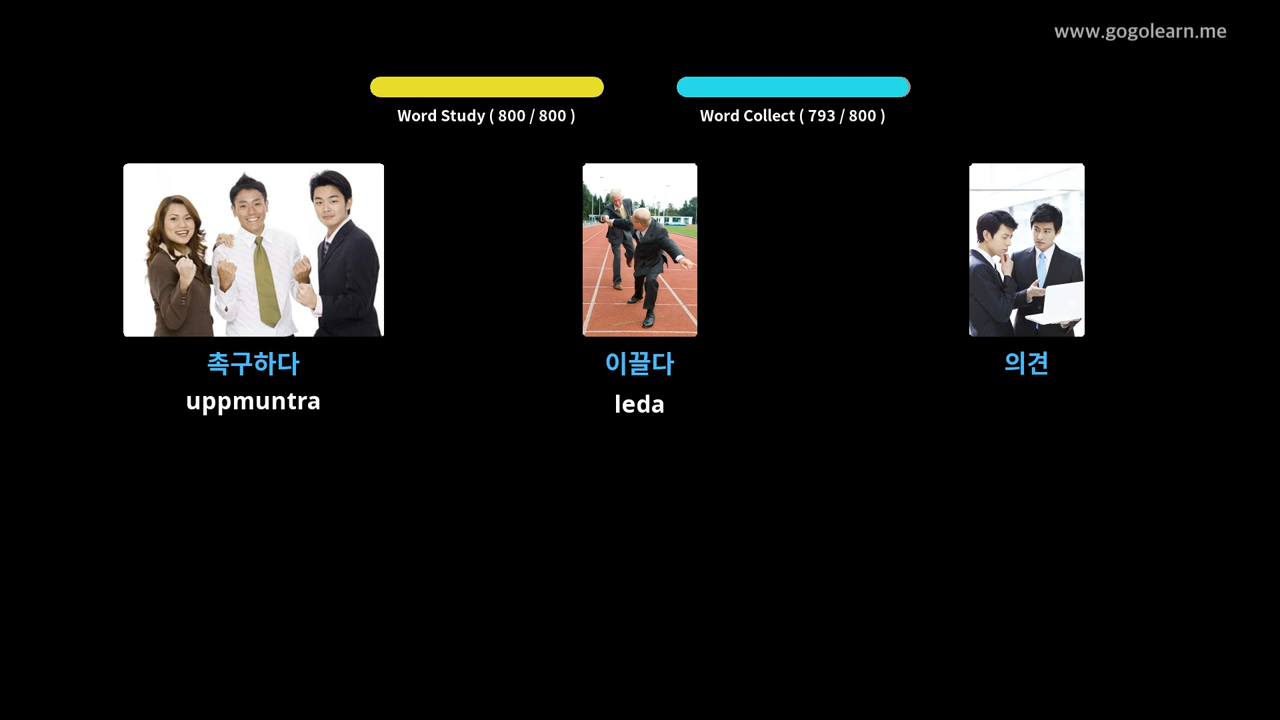 www.gogolearn.me
Word Study ( 800 / 800 )
Word Collect ( 793 / 800 )
촉구하다
이끌다
의견
uppmuntra
leda